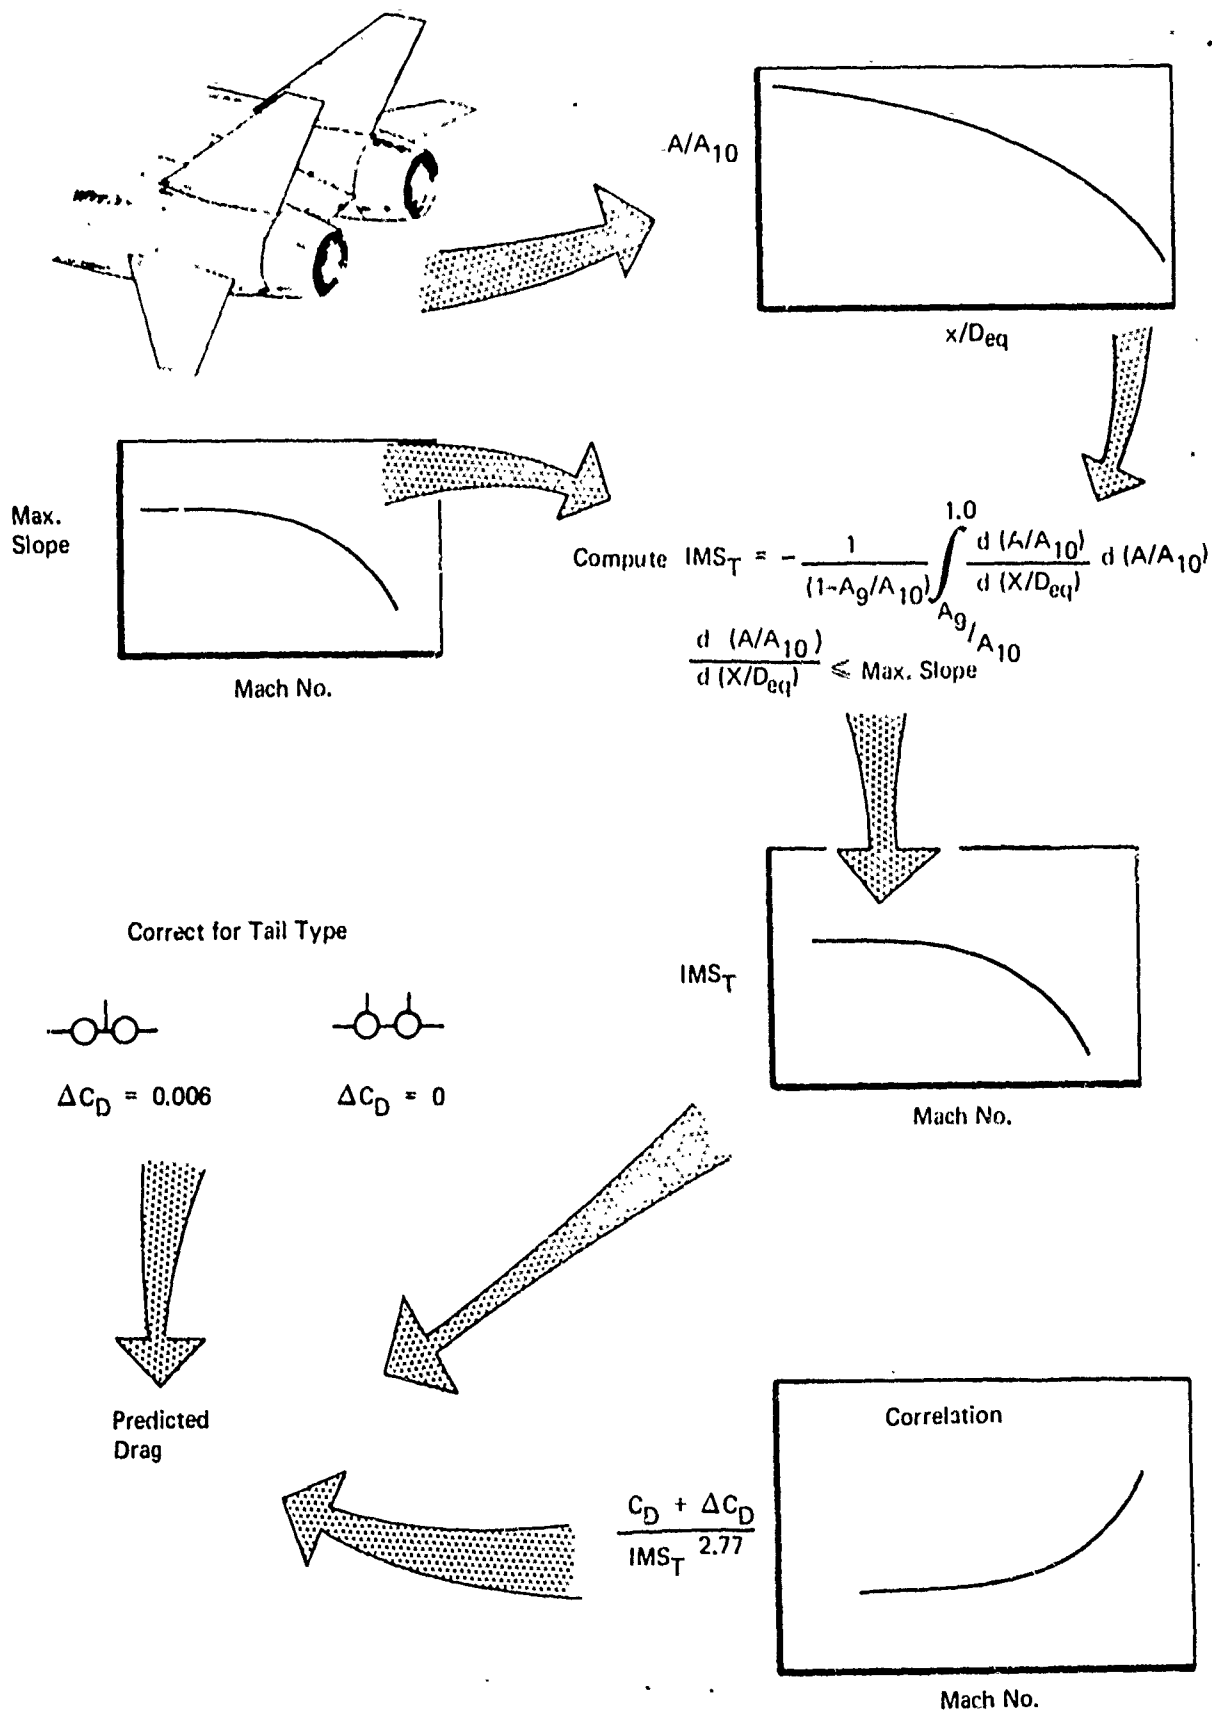 A/A10
x/Deq
Max.
Slope
Mach No.
Compute IMST = - 1/(1-A9/A10) ∫ A9/A10 1.0 d (A/A10)/d (X/Deq) d (A/A10)
d (A/A10)/d (X/Deq) ≤ Max. Slope
Correct for Tail Type
ΔCD = 0.006
ΔCD = 0
IMST
Mach No.
Predicted
Drag
Correlation
CD + ΔCD
IMST 2.77
Mach No.